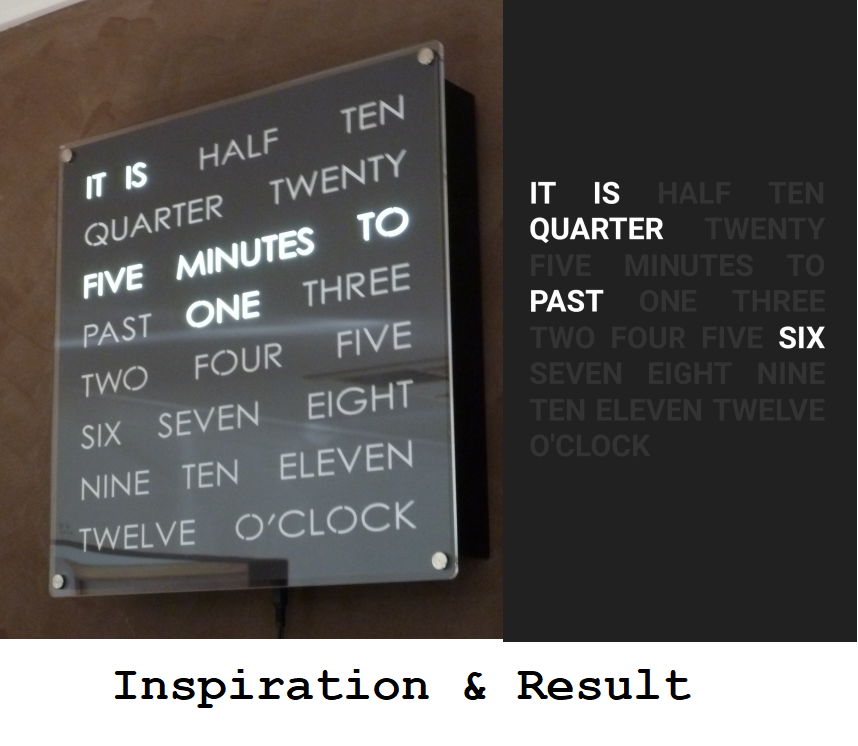 IT IS HALF TEN
QUARTER TWENTY
FIVE MINUTES TO
PAST ONE THREE
TWO FOUR FIVE
SIX SEVEN EIGHT
NINE TEN ELEVEN
TWELVE O'CLOCK
IT IS HALF TEN
QUARTER TWENTY
FIVE MINUTES TO
PAST ONE THREE
TWO FOUR FIVE SIX
SEVEN EIGHT NINE
TEN ELEVEN TWELVE
O'CLOCK
Inspiration & Result